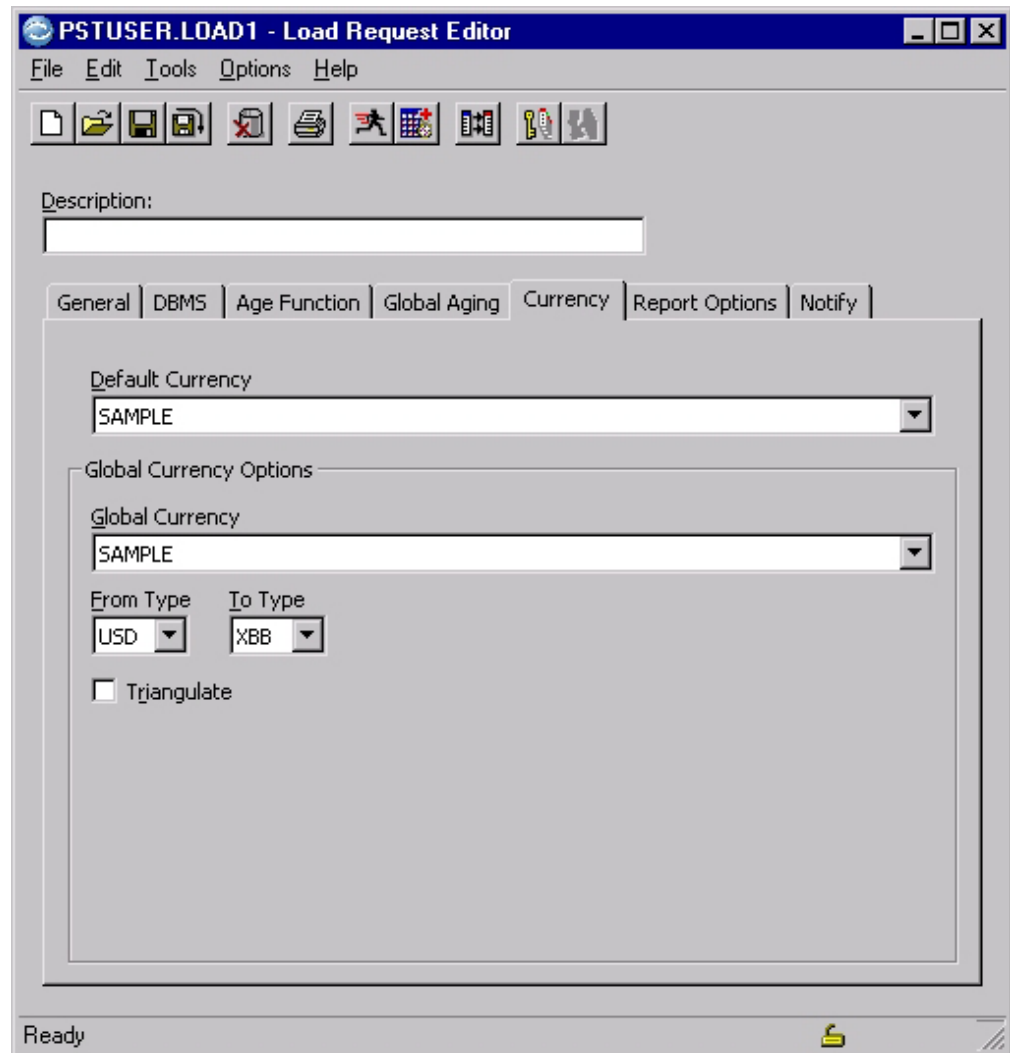 PSTUSER.LOAD1 - Load Request Editor
File Edit Tools Options Help
Description:
General DBMS Age Function Global Aging Currency Report Options Notify
Default Currency
SAMPLE
Global Currency Options
Global Currency
SAMPLE
From Type To Type
USD XBB
Triangulate
Ready